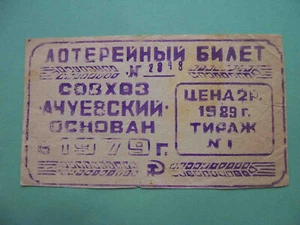 ЛОТЕРЕЙНЫЙ БИЛЕТ
№ 2848
СОВХОЗ
"АЧУЕВСКИЙ"
ОСНОВАН
В 1979 г.
ЦЕНА 2 р.
1989 г.
ТИРАЖ
№ 1